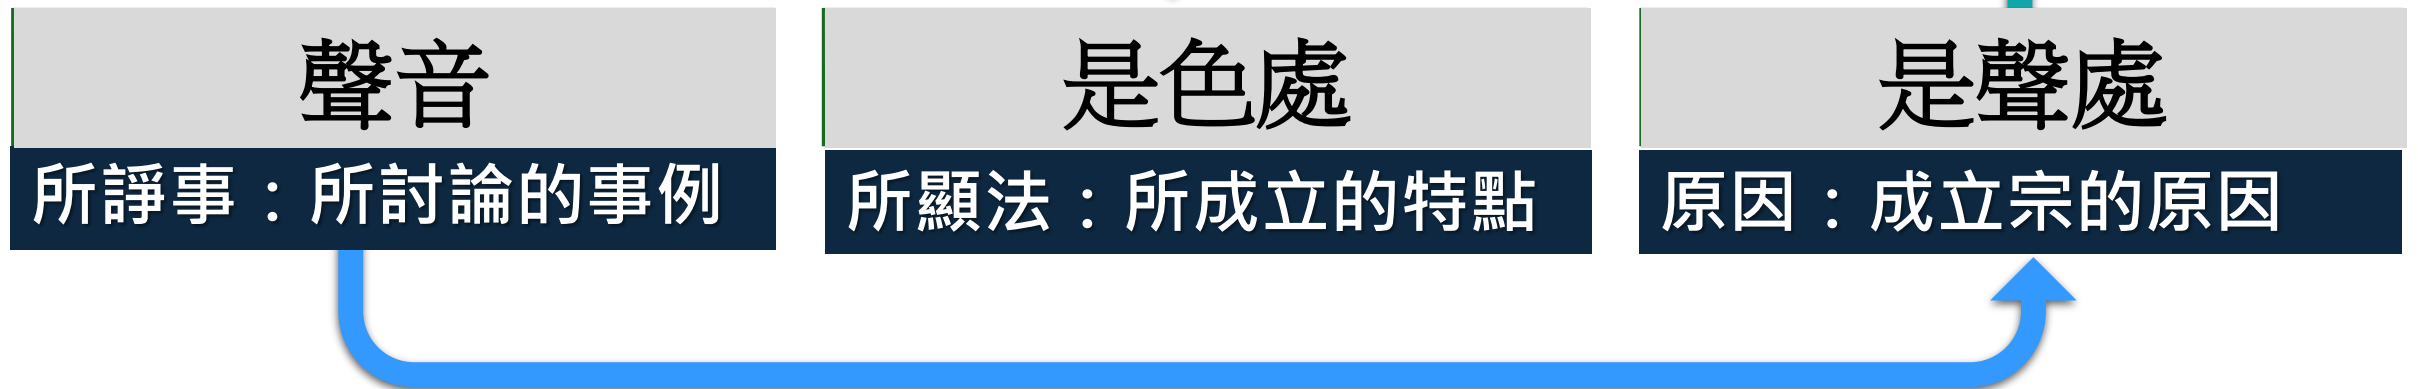 聲音
所諍事：所討論的事例
是色處
所顯法：所成立的特點
是聲處
原因：成立宗的原因